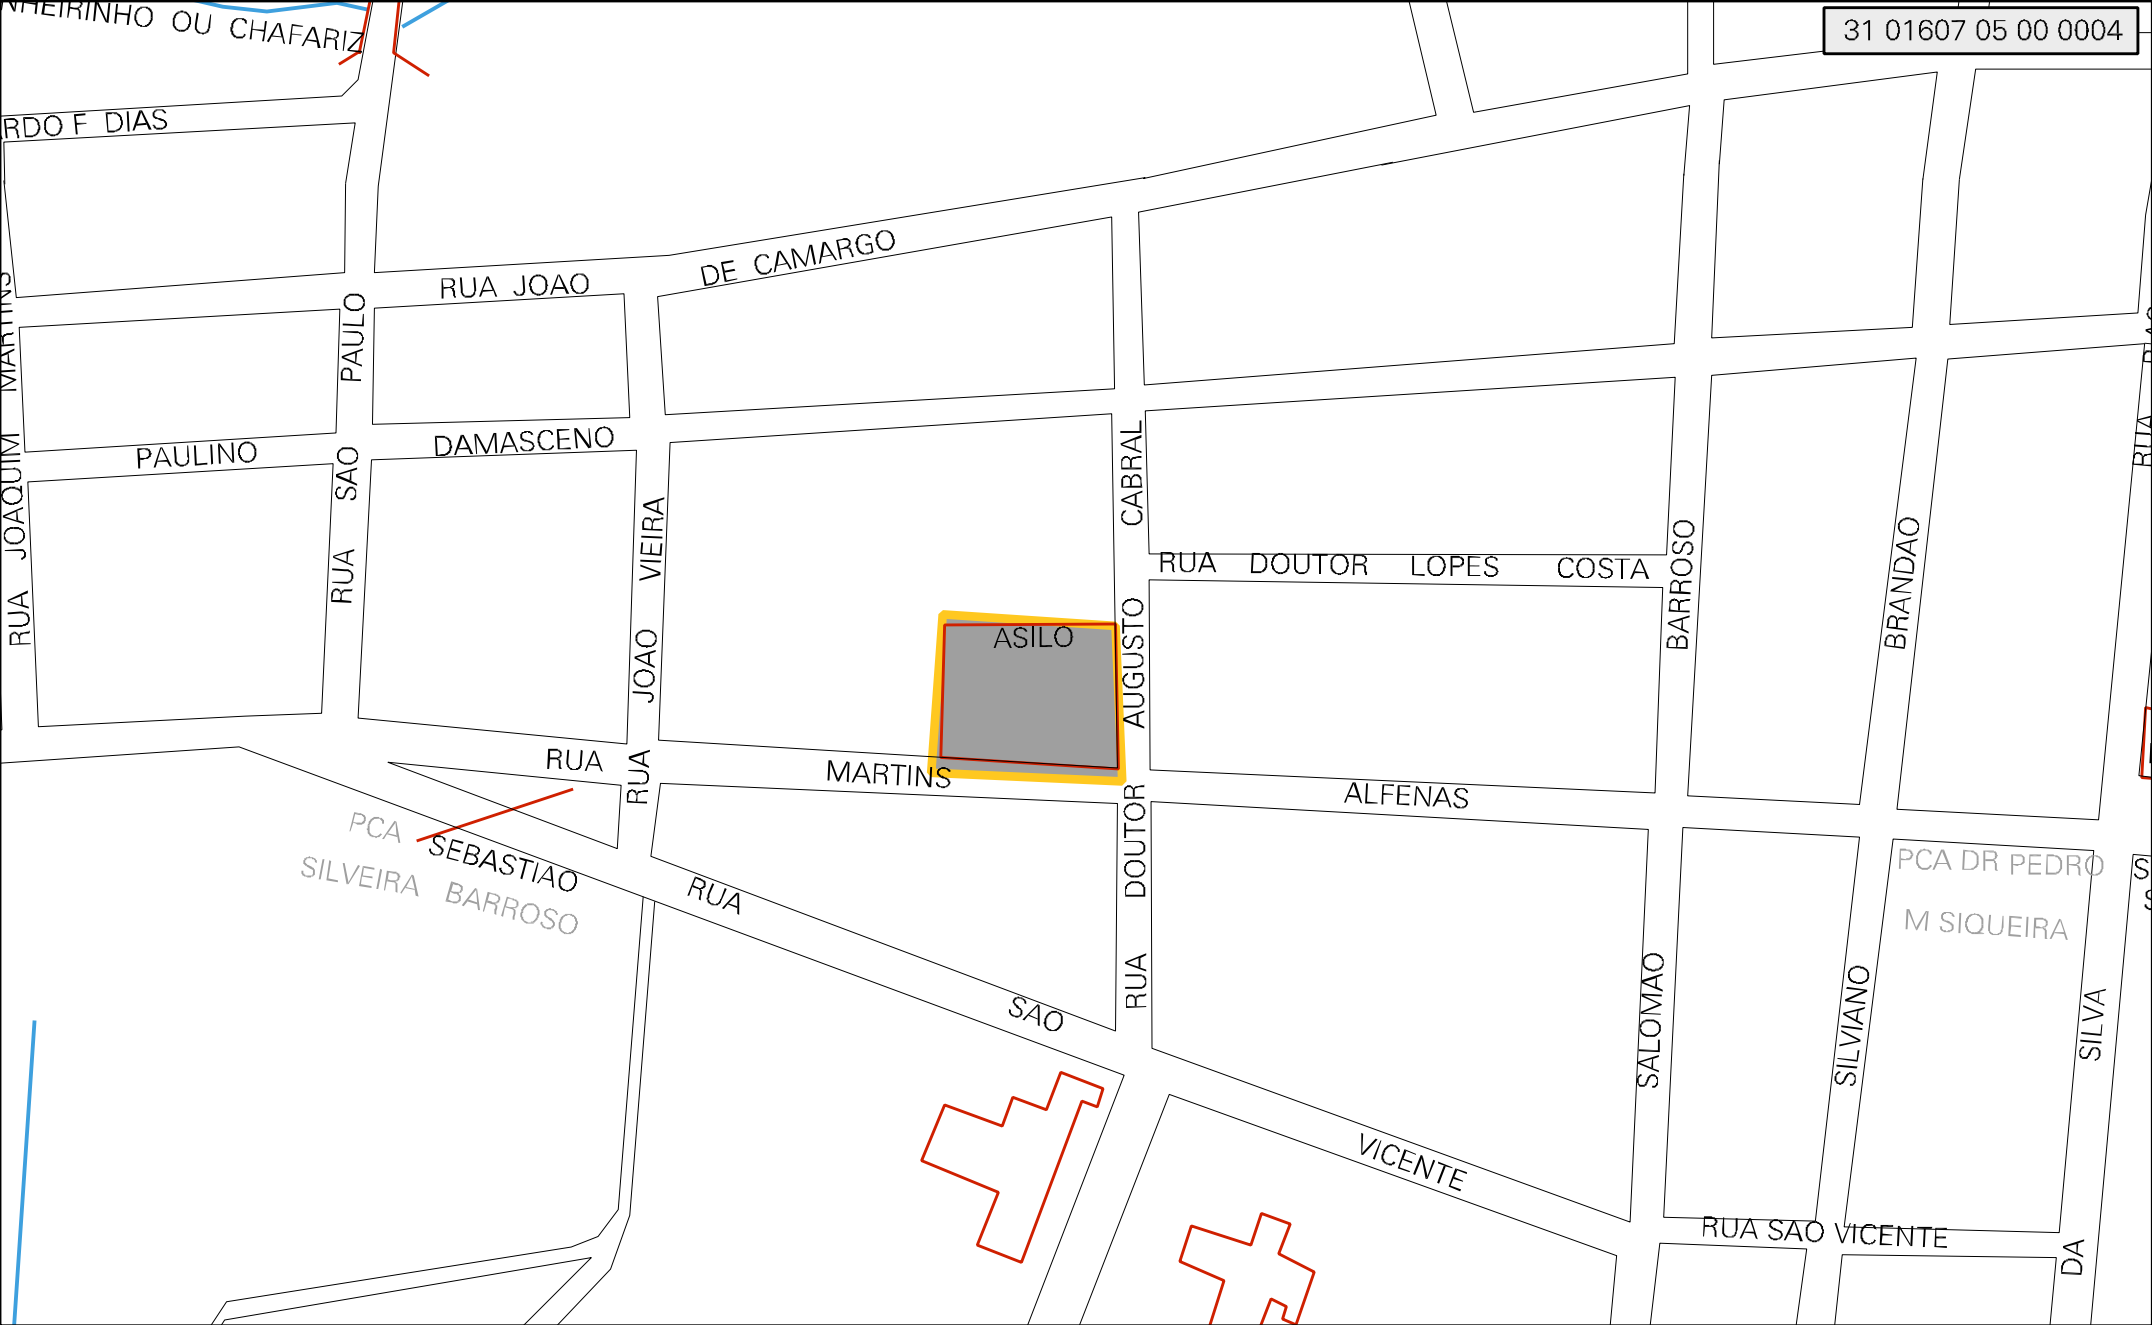 NHEIRINHO OU CHAFARIZ
31 01607 05 00 0004
RDO F DIAS
RUA JOAO DE CAMARGO
RUA JOAQUIM MARTINS
RUA SAO PAULO
PAULINO DAMASCENO
RUA JOAO VIEIRA
RUA DOUTOR AUGUSTO CABRAL
RUA DOUTOR LOPES COSTA
SALOMAO BARROSO
SILVIANO BRANDAO
RUA
ASILO
RUA MARTINS ALFENAS
PCA
SILVEIRA BARROSO
SEBASTIAO
RUA SAO VICENTE
PCA DR PEDRO
M SIQUEIRA
DA SILVA
RUA SAO VICENTE